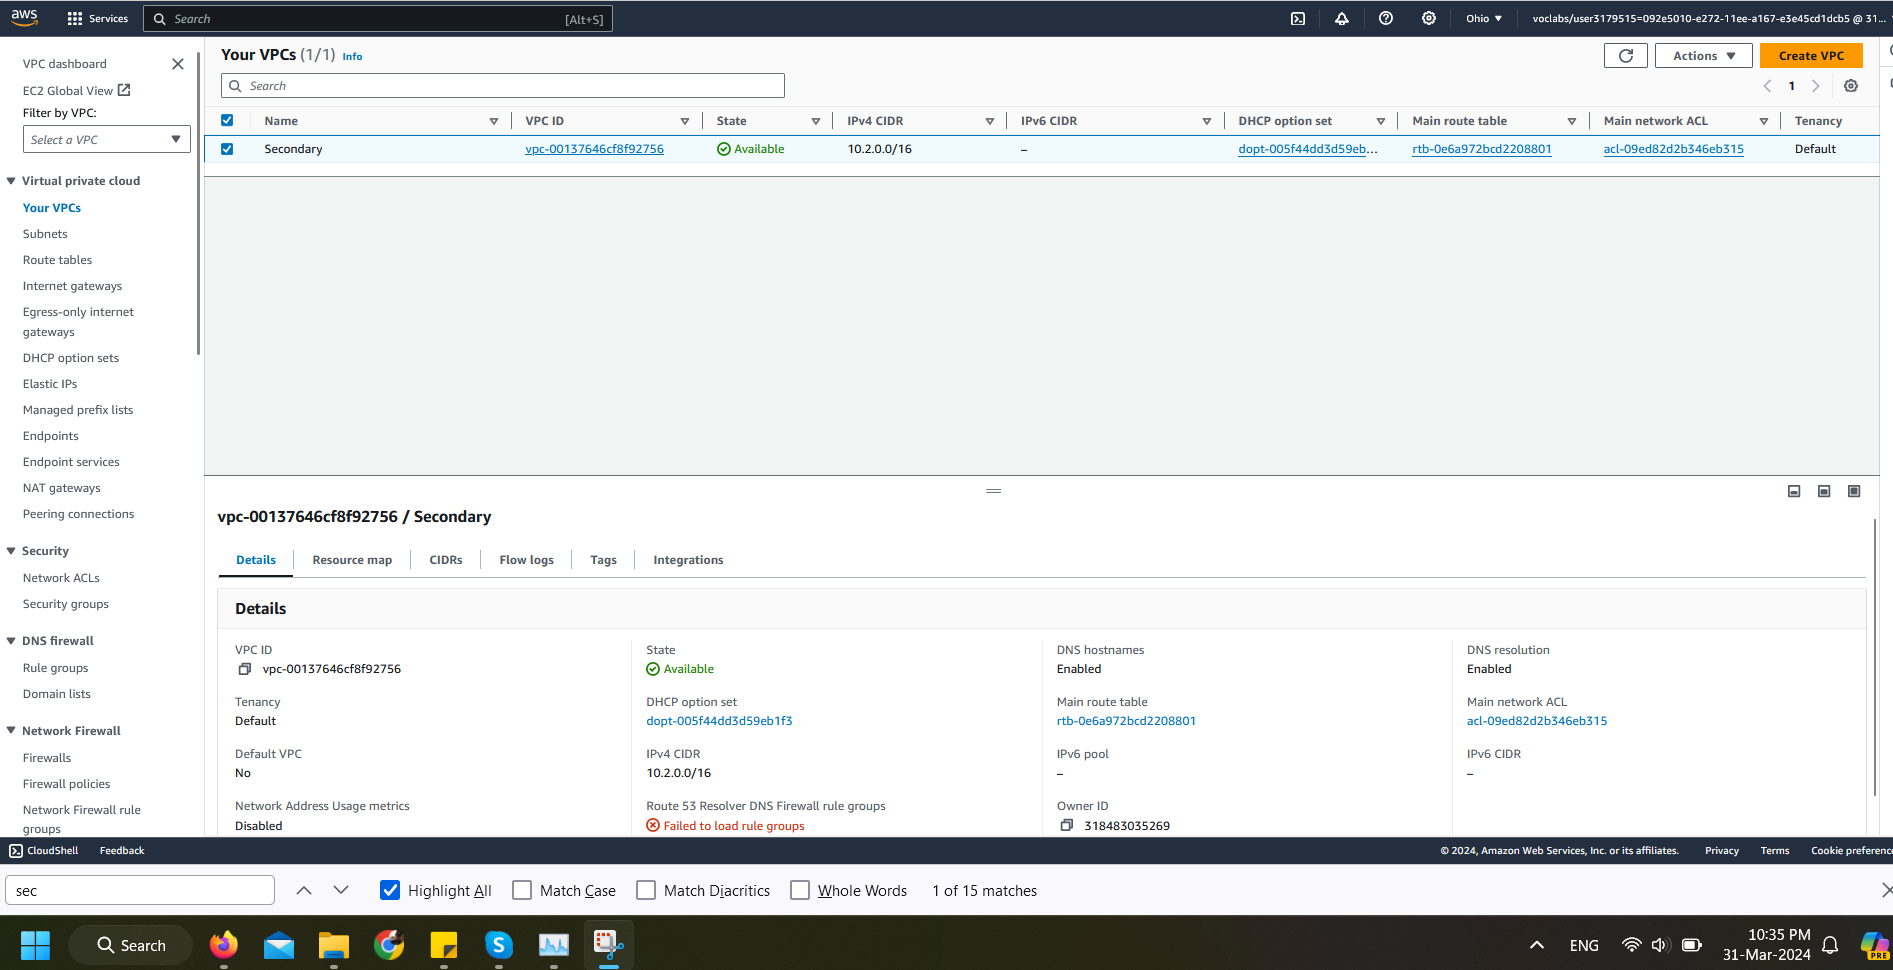 aws
Services
Search
[Alt+S]
Ohio
voclabs/user3179515=092e5010-e272-11ee-a167-e3e45cd1dcb5 @ 31...
VPC dashboard
EC2 Global View
Filter by VPC:
Select a VPC
Virtual private cloud
Your VPCs
Subnets
Route tables
Internet gateways
Egress-only internet
gateways
DHCP option sets
Elastic IPs
Managed prefix lists
Endpoints
Endpoint services
NAT gateways
Peering connections
Security
Network ACLs
Security groups
DNS firewall
Rule groups
Domain lists
Network Firewall
Firewalls
Firewall policies
Network Firewall rule
groups
Your VPCs (1/1) Info
Actions
Create VPC
Search
1
Name VPC ID State IPv4 CIDR IPv6 CIDR DHCP option set Main route table Main network ACL Tenancy
Secondary vpc-00137646cf8f92756 Available 10.2.0.0/16 – dopt-005f44dd3d59eb... rtb-0e6a972bcd2208801 acl-09ed82d2b346eb315 Default
vpc-00137646cf8f92756 / Secondary
Details Resource map CIDRs Flow logs Tags Integrations
Details
VPC ID
vpc-00137646cf8f92756
State
Available
DNS hostnames
Enabled
DNS resolution
Enabled
Tenancy
Default
DHCP option set
dopt-005f44dd3d59eb1f3
Main route table
rtb-0e6a972bcd2208801
Main network ACL
acl-09ed82d2b346eb315
Default VPC
No
IPv4 CIDR
10.2.0.0/16
IPv6 pool
–
IPv6 CIDR
–
Network Address Usage metrics
Disabled
Route 53 Resolver DNS Firewall rule groups
Failed to load rule groups
Owner ID
318483035269
CloudShell Feedback
© 2024, Amazon Web Services, Inc. or its affiliates. Privacy Terms Cookie preferenc
sec
Highlight All Match Case Match Diacritics Whole Words 1 of 15 matches
Search
ENG
10:35 PM
31-Mar-2024
PRE